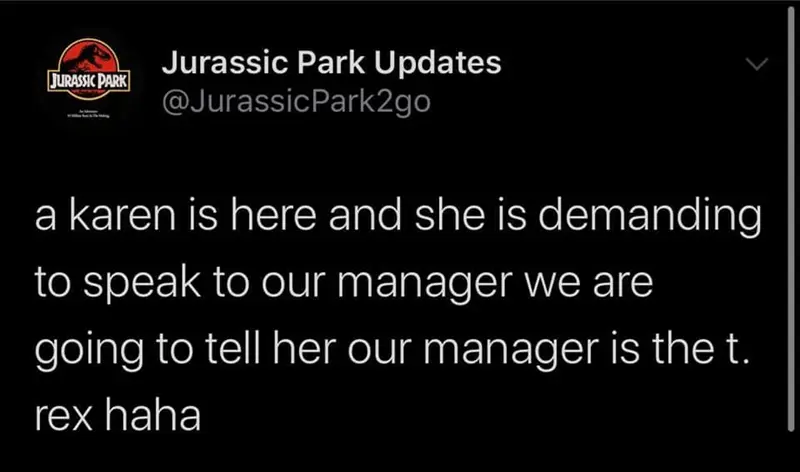 JURASSIC PARK
Jurassic Park Updates
@JurassicPark2go
a karen is here and she is demanding
to speak to our manager we are
going to tell her our manager is the t.
rex haha